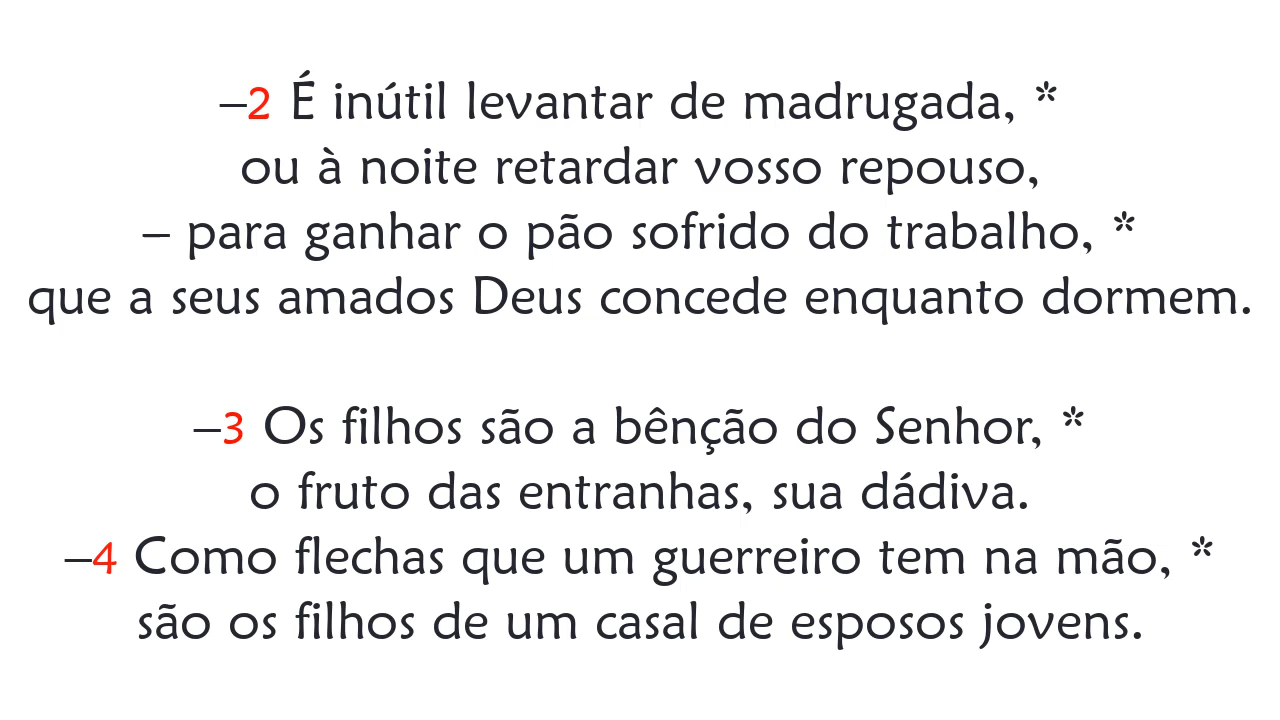 –2 É inútil levantar de madrugada, *
ou à noite retardar vosso repouso,
– para ganhar o pão sofrido do trabalho, *
que a seus amados Deus concede enquanto dormem.
–3 Os filhos são a bênção do Senhor, *
o fruto das entranhas, sua dádiva.
–4 Como flechas que um guerreiro tem na mão, *
são os filhos de um casal de esposos jovens.